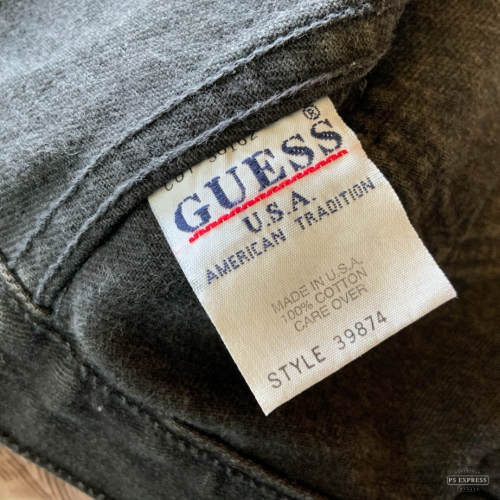 GUESS®
U.S.A.
AMERICAN TRADITION
MADE IN U.S.A.
100% COTTON
CARE OVER
STYLE 39874
PS EXPRESS